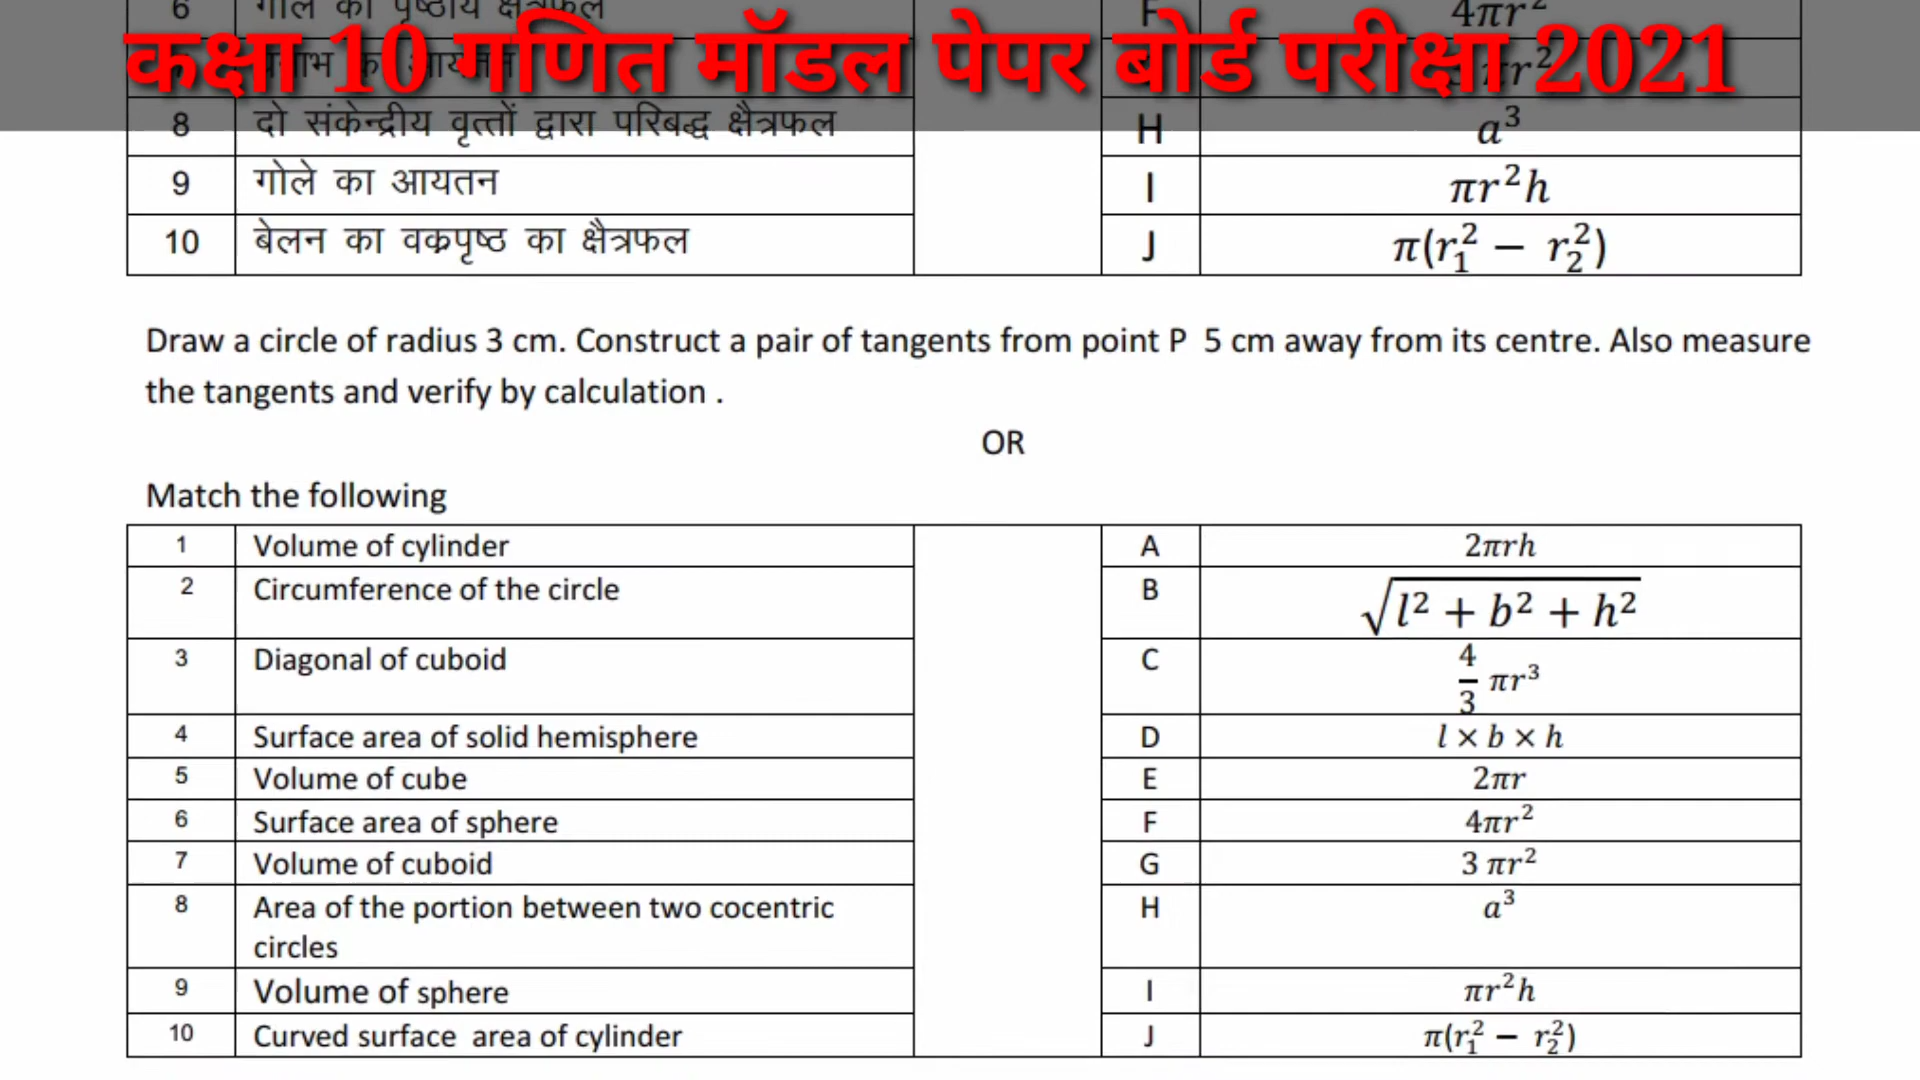 कक्षा 10 गणित मॉडल पेपर बोर्ड परीक्षा 2021
6 गोले का पृष्ठीय क्षैत्रफल F 4πr²
का आयतन πr²
8 दो संकेन्द्रीय वृत्तों द्वारा परिबद्ध क्षैत्रफल H a³
9 गोले का आयतन I πr²h
10 बेलन का वक्रपृष्ठ का क्षैत्रफल J π(r₁² − r₂²)
Draw a circle of radius 3 cm. Construct a pair of tangents from point P 5 cm away from its centre. Also measure
the tangents and verify by calculation .
OR
Match the following
1 Volume of cylinder A 2πrh
2 Circumference of the circle B √(l² + b² + h²)
3 Diagonal of cuboid C 4/3 πr³
4 Surface area of solid hemisphere D l × b × h
5 Volume of cube E 2πr
6 Surface area of sphere F 4πr²
7 Volume of cuboid G 3 πr²
8 Area of the portion between two cocentric H a³
circles
9 Volume of sphere I πr²h
10 Curved surface area of cylinder J π(r₁² − r₂²)